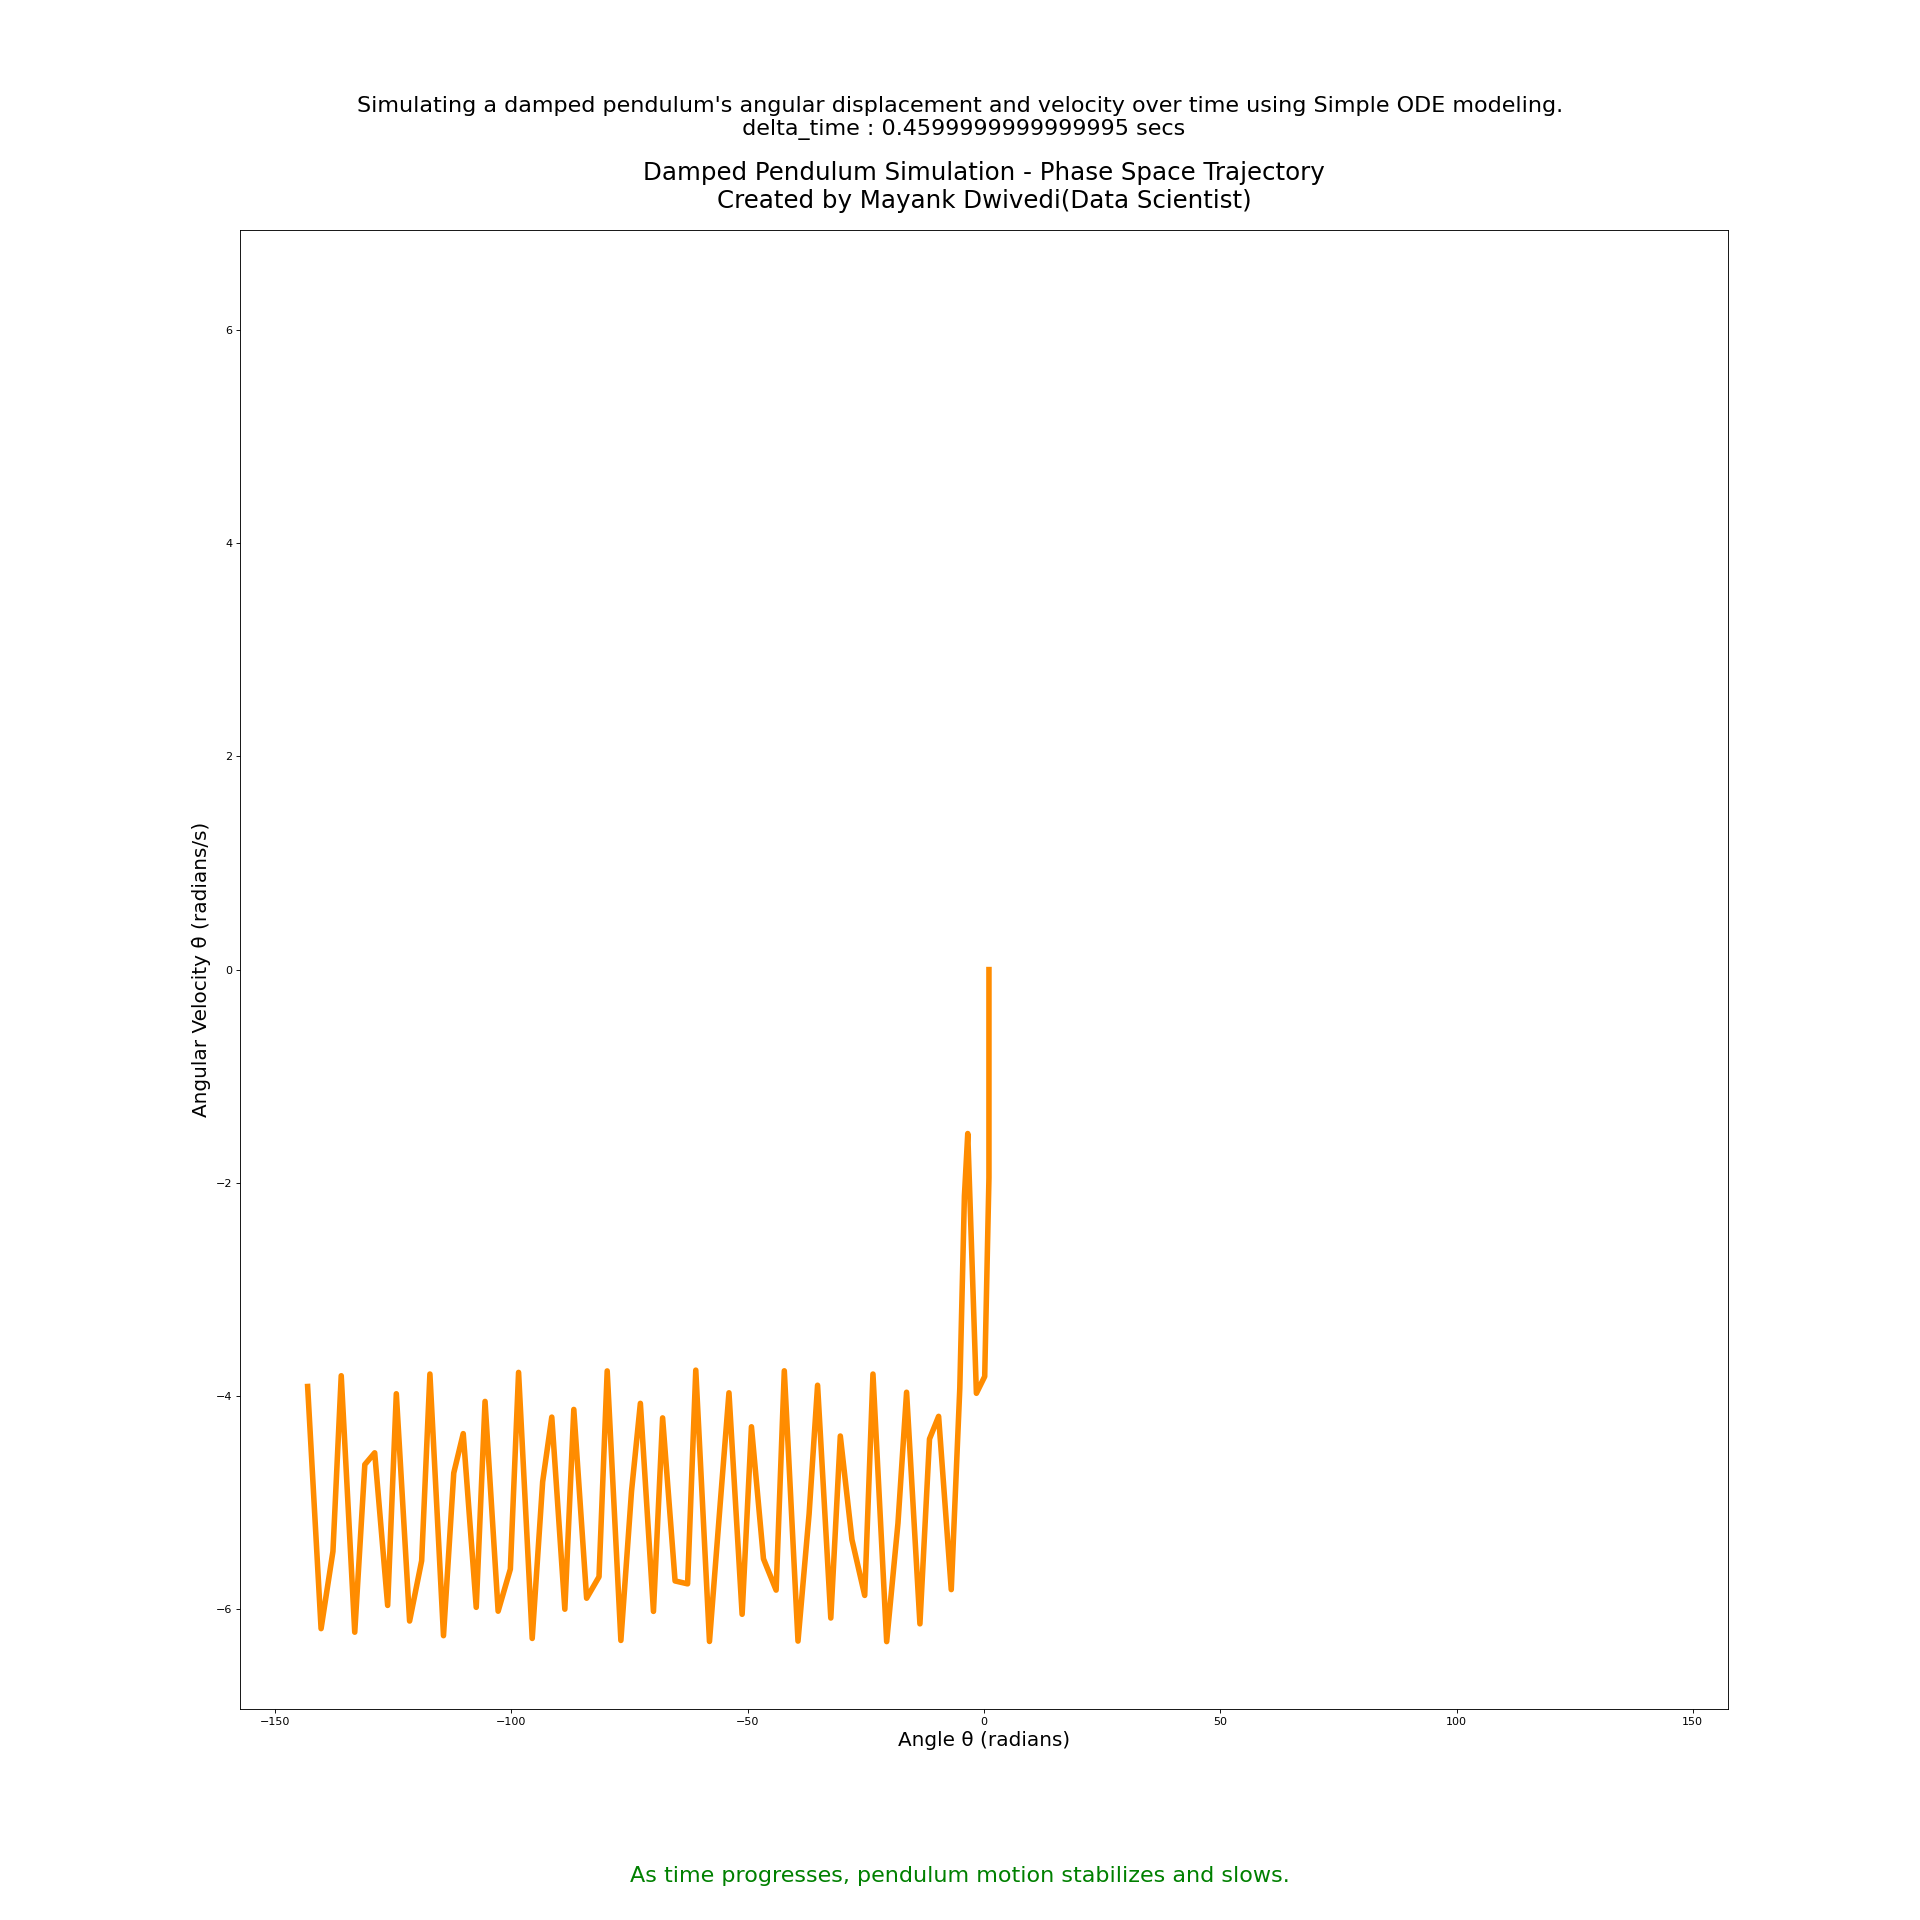 Simulating a damped pendulum's angular displacement and velocity over time using Simple ODE modeling.
delta_time : 0.4599999999999995 secs
Damped Pendulum Simulation - Phase Space Trajectory
Created by Mayank Dwivedi(Data Scientist)
6
4
2
0
−2
−4
−6
Angular Velocity θ (radians/s)
−150
−100
−50
0
50
100
150
Angle θ (radians)
As time progresses, pendulum motion stabilizes and slows.